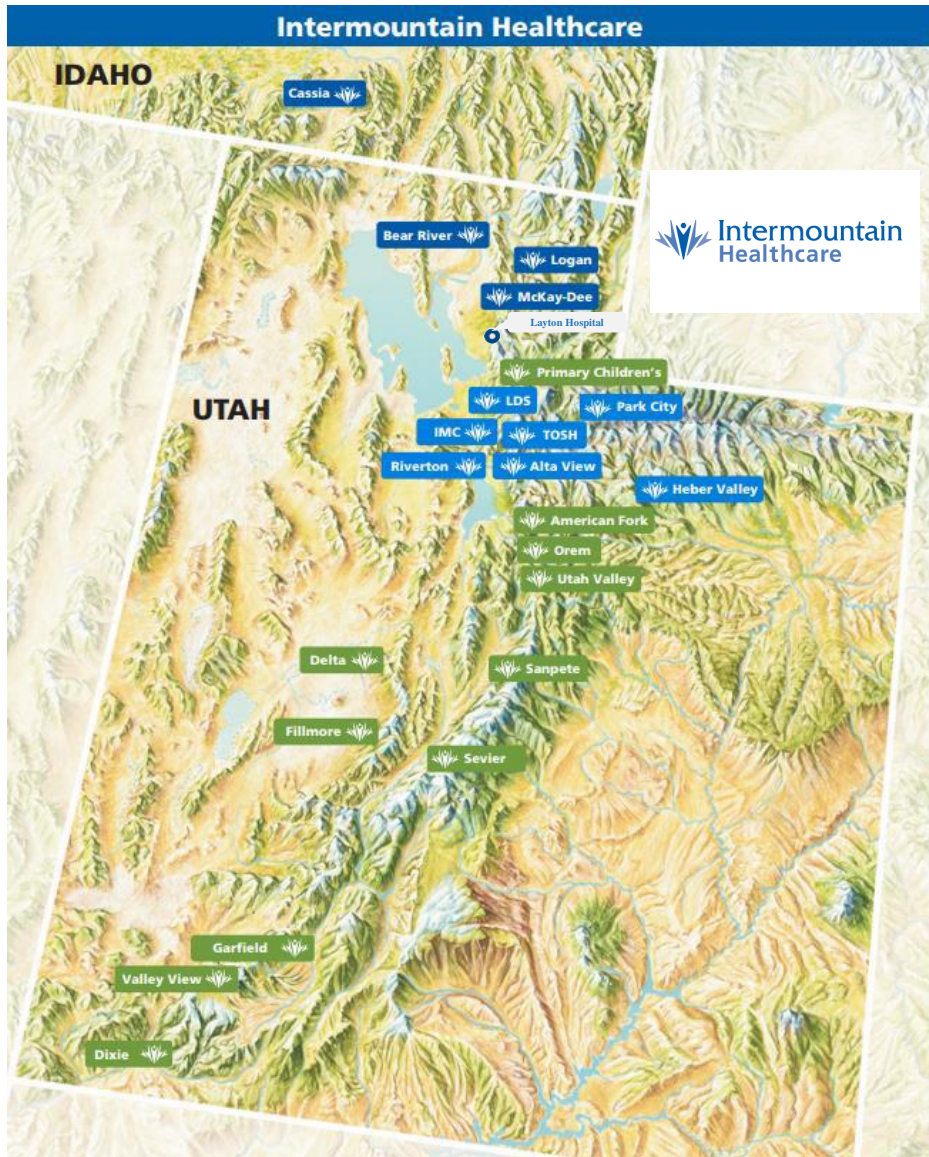 Intermountain Healthcare
IDAHO
Cassia
Intermountain
Healthcare
Bear River
Logan
McKay-Dee
Layton Hospital
Primary Children's
UTAH
LDS
Park City
IMC
TOSH
Riverton
Alta View
Heber Valley
American Fork
Orem
Utah Valley
Delta
Sanpete
Fillmore
Sevier
Garfield
Valley View
Dixie